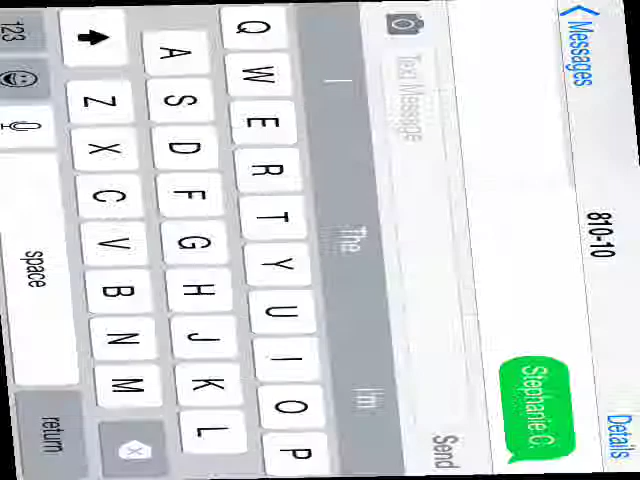 Messages 810-10 Details
Stephanie C.
Text Message Send
I The I'm
Q W E R T Y U I O P
A S D F G H J K L
Z X C V B N M
123 space return